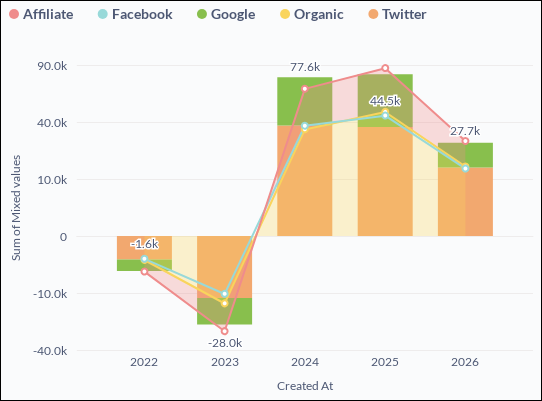 Affiliate Facebook Google Organic Twitter
90.0k
77.6k
40.0k
44.5k
27.7k
10.0k
0
-1.6k
-10.0k
-28.0k
-40.0k
2022 2023 2024 2025 2026
Created At
Sum of Mixed values